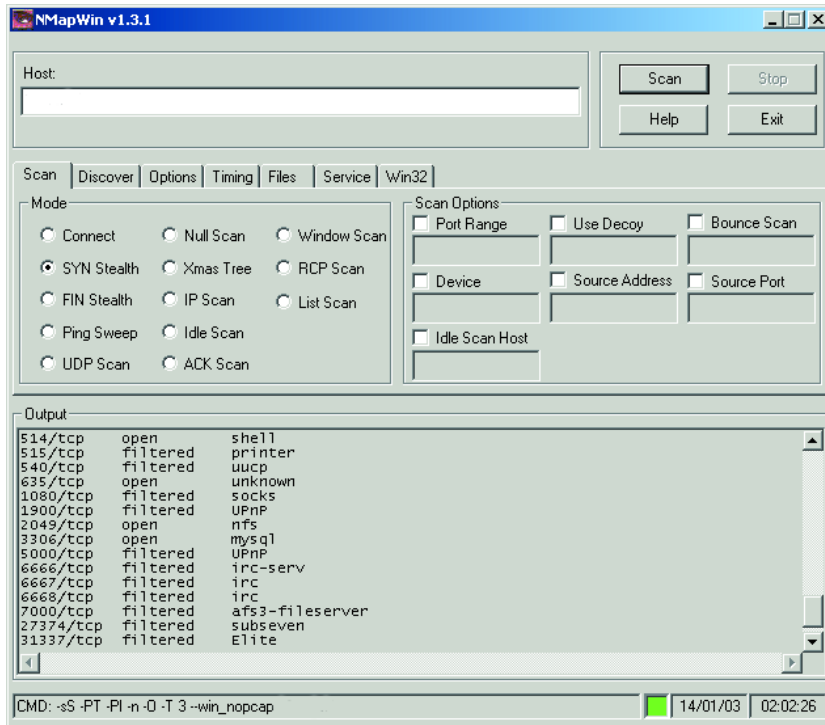 NMapWin v1.3.1
Host:
Scan Stop
Help Exit
Scan Discover Options Timing Files Service Win32
Mode
Connect Null Scan Window Scan
SYN Stealth Xmas Tree RCP Scan
FIN Stealth IP Scan List Scan
Ping Sweep Idle Scan
UDP Scan ACK Scan
Scan Options
Port Range Use Decoy Bounce Scan
Device Source Address Source Port
Idle Scan Host
Output
514/tcp open shell
515/tcp filtered printer
540/tcp filtered uucp
635/tcp open unknown
1080/tcp filtered socks
1900/tcp filtered UPnP
2049/tcp open nfs
3306/tcp open mysql
5000/tcp filtered UPnP
6666/tcp filtered irc-serv
6667/tcp filtered irc
6668/tcp filtered irc
7000/tcp filtered afs3-fileserver
27374/tcp filtered subseven
31337/tcp filtered Elite
CMD: -sS -PT -PI -n -O -T 3 --win_nopcap 14/01/03 02:02:26